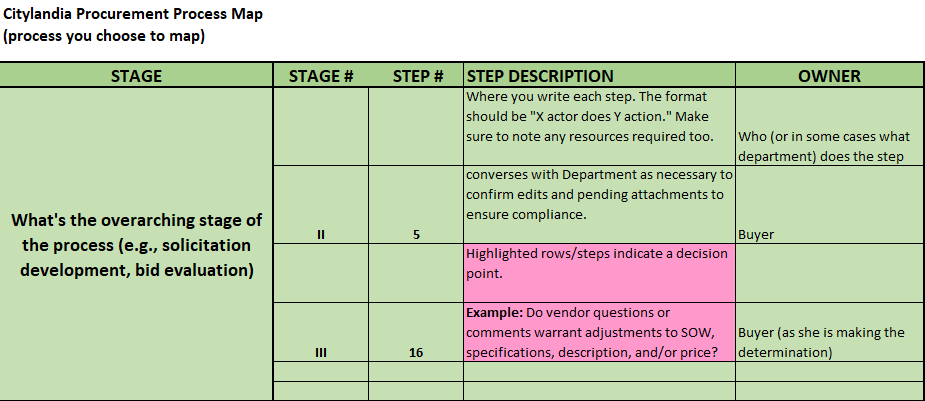 Citylandia Procurement Process Map
(process you choose to map)
STAGE STAGE # STEP # STEP DESCRIPTION OWNER
Where you write each step. The format
should be "X actor does Y action." Make
sure to note any resources required too.
Who (or in some cases what
department) does the step
What's the overarching stage of
the process (e.g., solicitation
development, bid evaluation)
converses with Department as necessary to
confirm edits and pending attachments to
ensure compliance.
II 5 Buyer
Highlighted rows/steps indicate a decision
point.
Example: Do vendor questions or
comments warrant adjustments to SOW,
specifications, description, and/or price?
III 16
Buyer (as she is making the
determination)